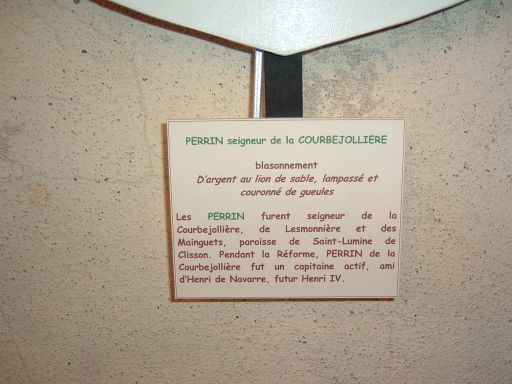 PERRIN seigneur de la COURBEJOLLIERE
blasonnement
D'argent au lion de sable, lampassé et
couronné de gueules
Les PERRIN furent seigneur de la
Courbejollière, de Lesmonnière et des
Mainguets, paroisse de Saint-Lumine de
Clisson. Pendant la Réforme, PERRIN de la
Courbejollière fut un capitaine actif, ami
d'Henri de Navarre, futur Henri IV.